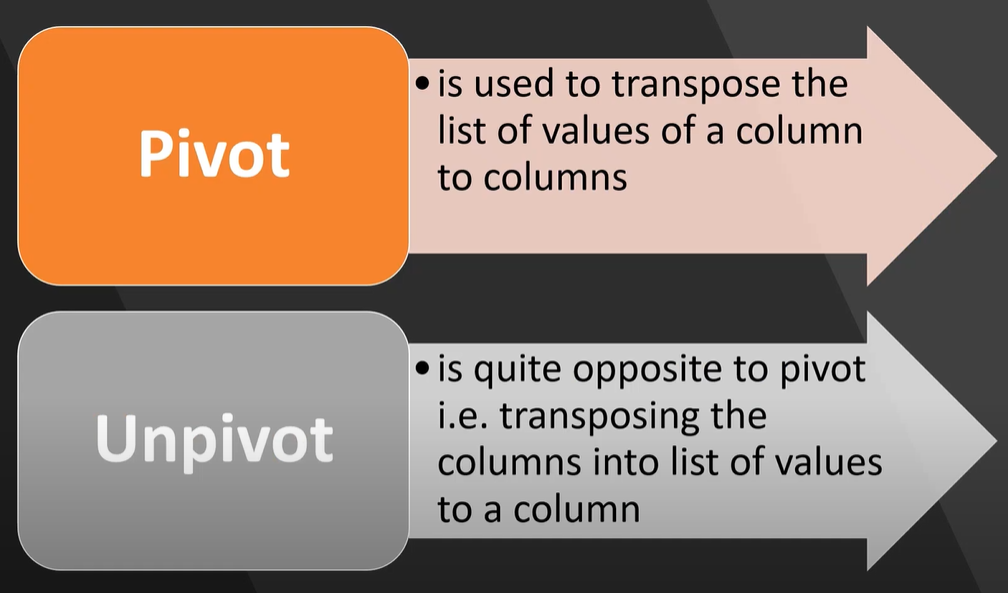 Pivot
• is used to transpose the
list of values of a column
to columns
Unpivot
• is quite opposite to pivot
i.e. transposing the
columns into list of values
to a column